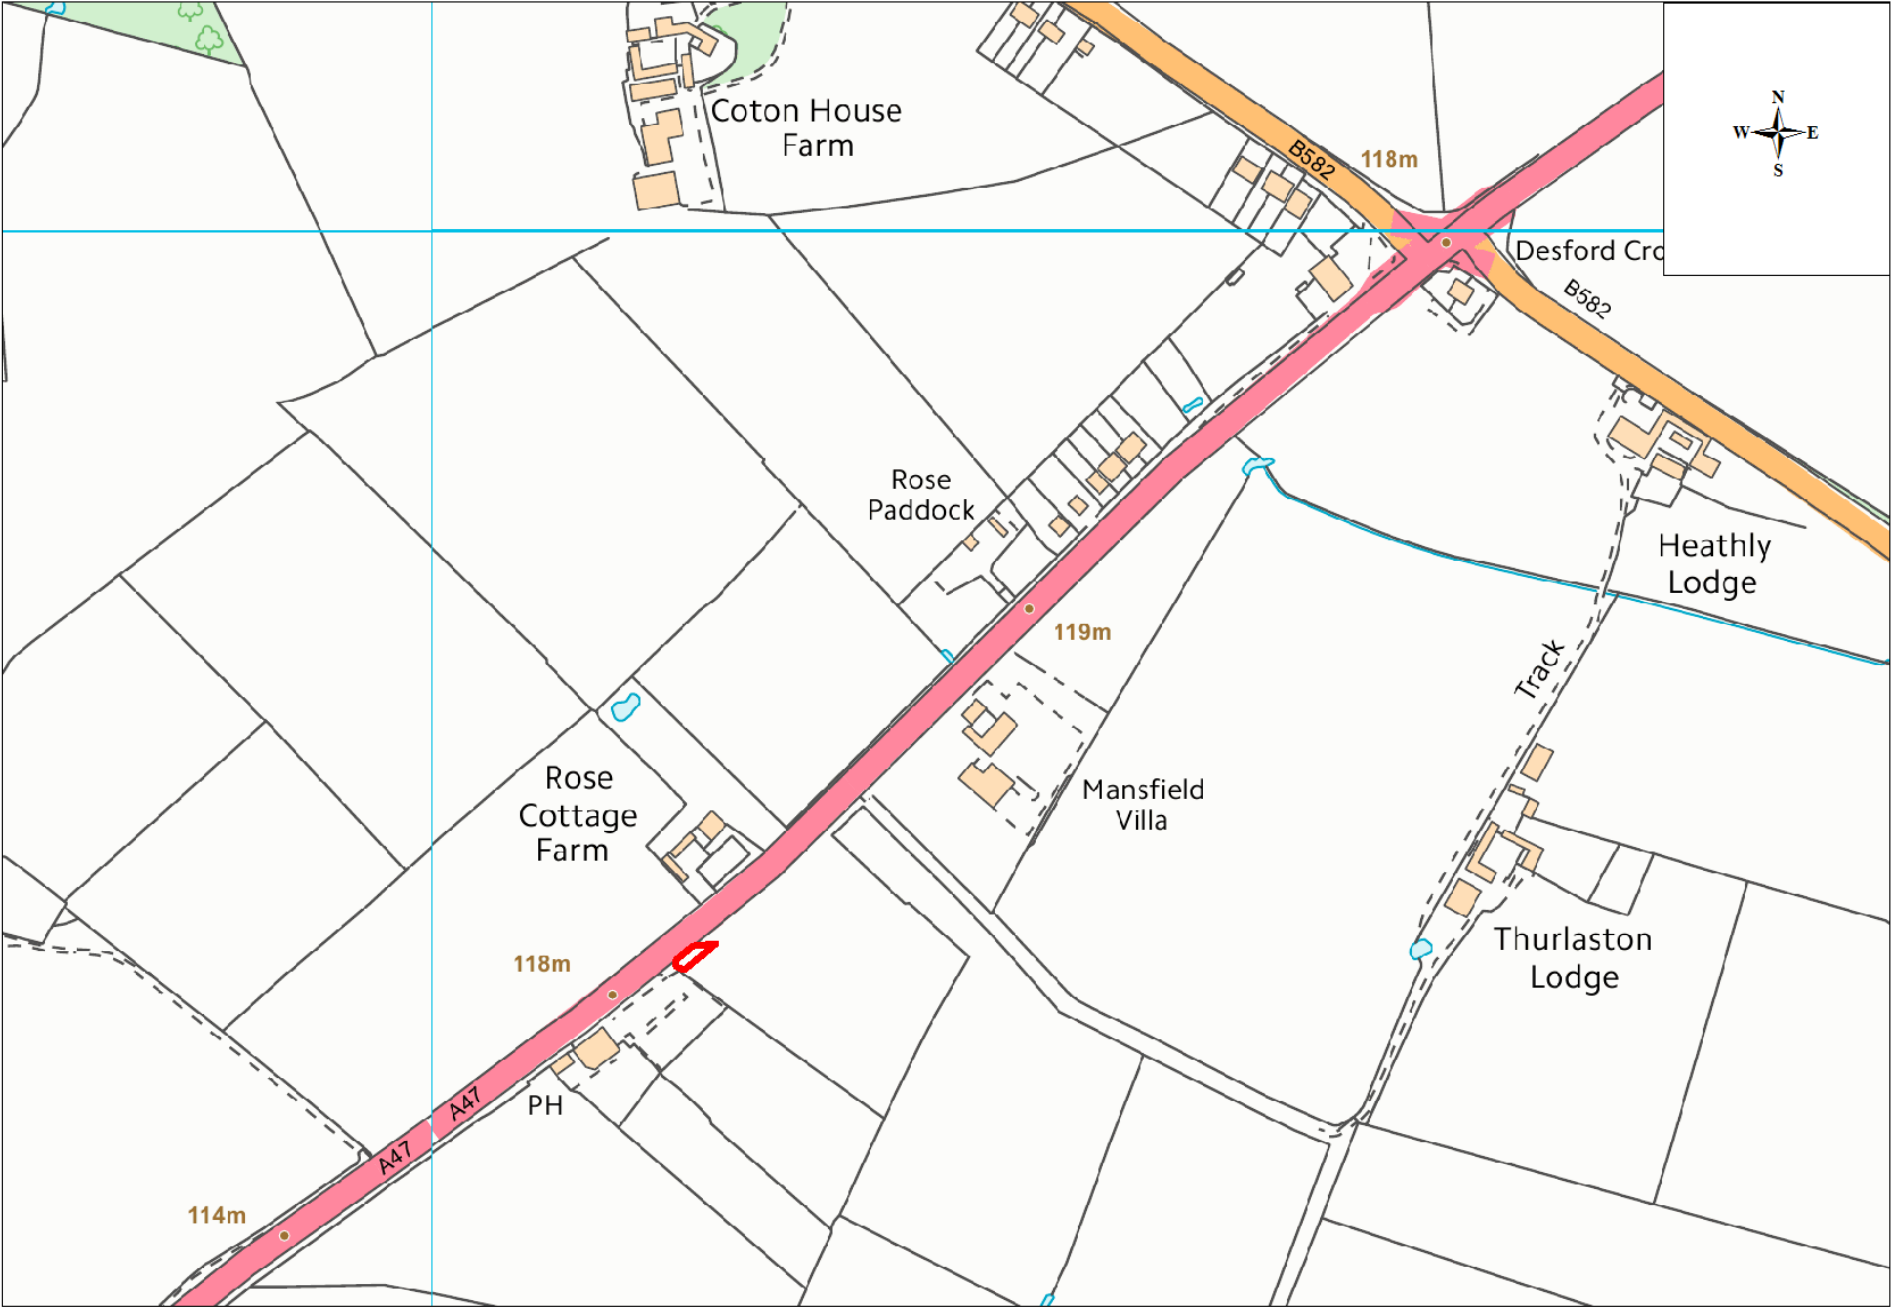 N
W E
S
Coton House
Farm
B582
118m
Desford Cro
B582
Rose
Paddock
Heathly
Lodge
119m
Track
Rose
Cottage
Farm
Mansfield
Villa
Thurlaston
Lodge
118m
A47
PH
A47
114m